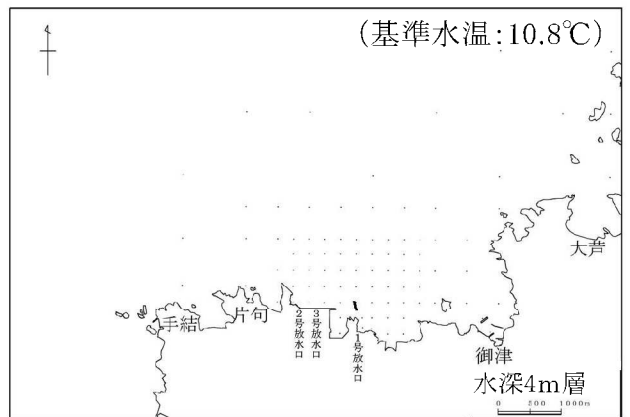 (基準水温:10.8℃)
大芦
手結
片句
2号放水口
3号放水口
1号放水口
御津
水深4m層
0 500 1000m